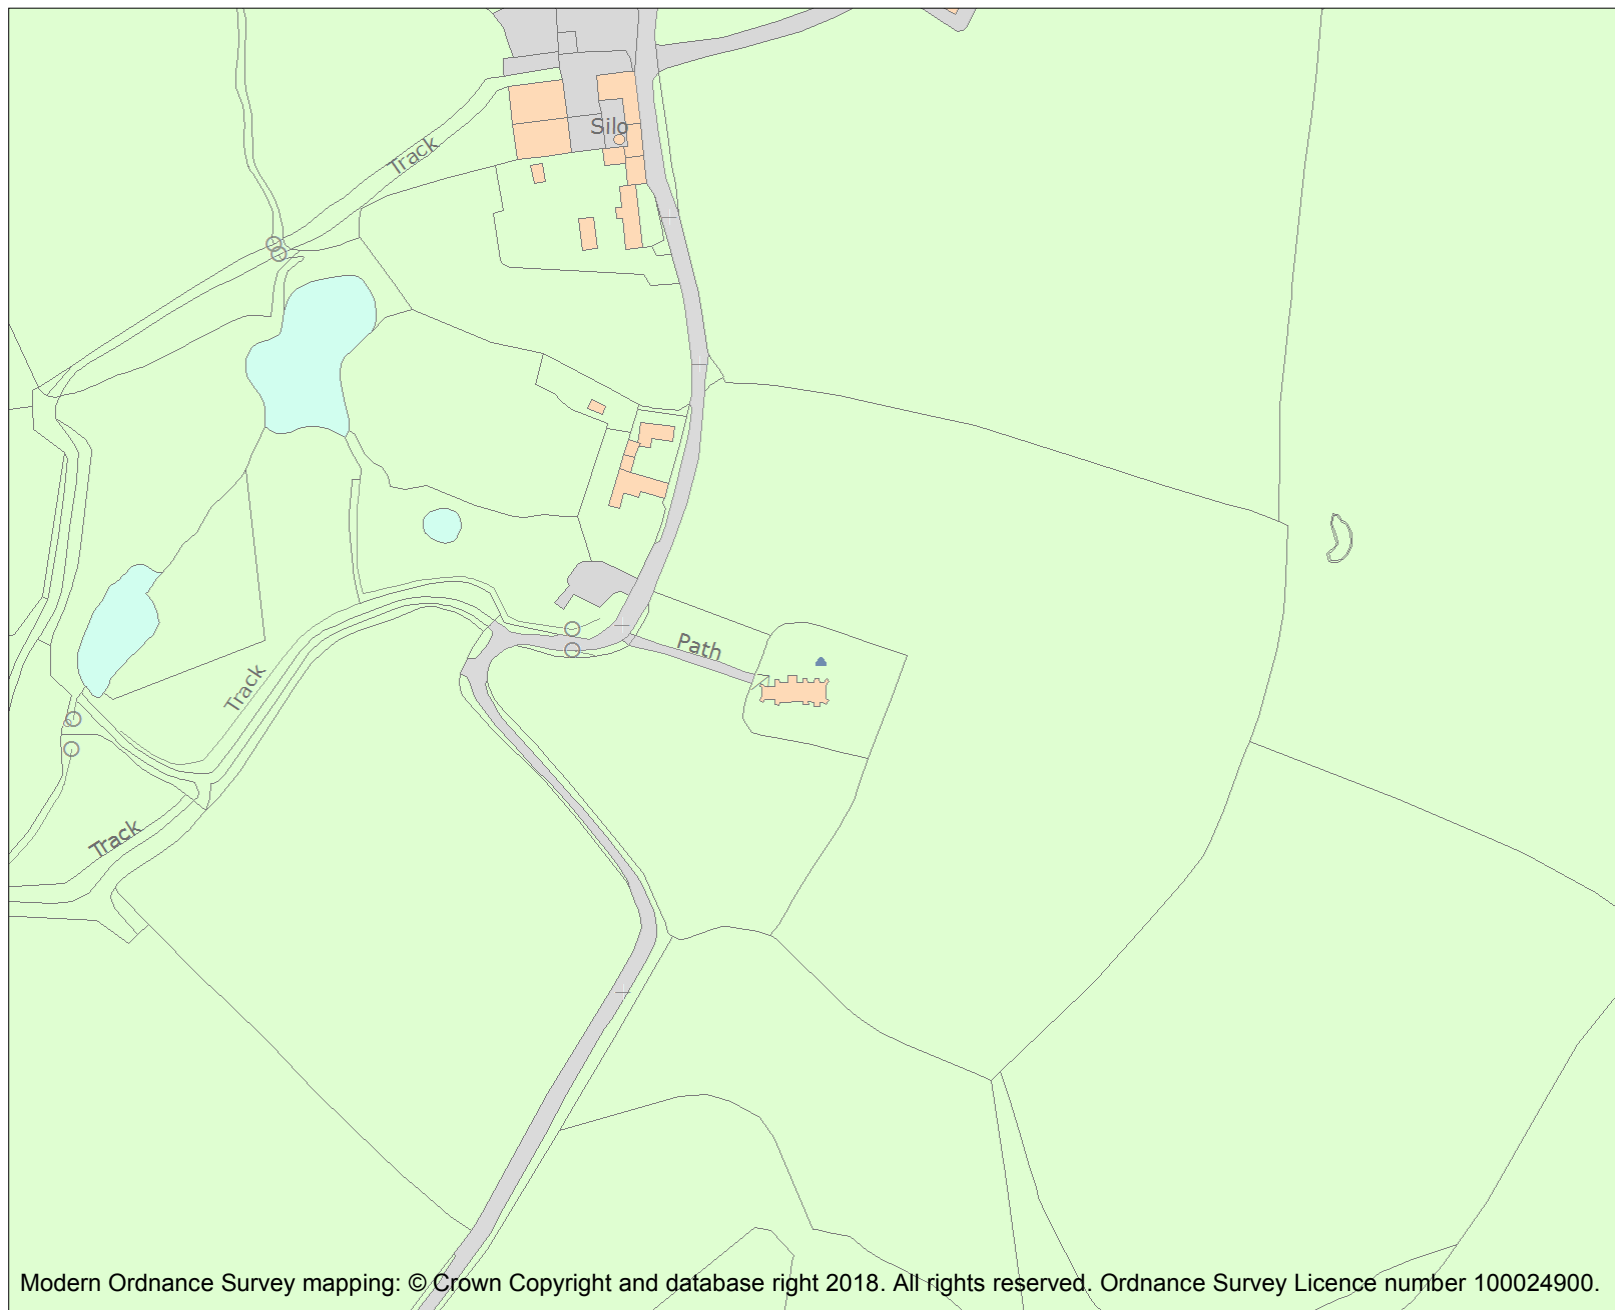 Silo
Track
Path
Track
Track
Modern Ordnance Survey mapping: © Crown Copyright and database right 2018. All rights reserved. Ordnance Survey Licence number 100024900.